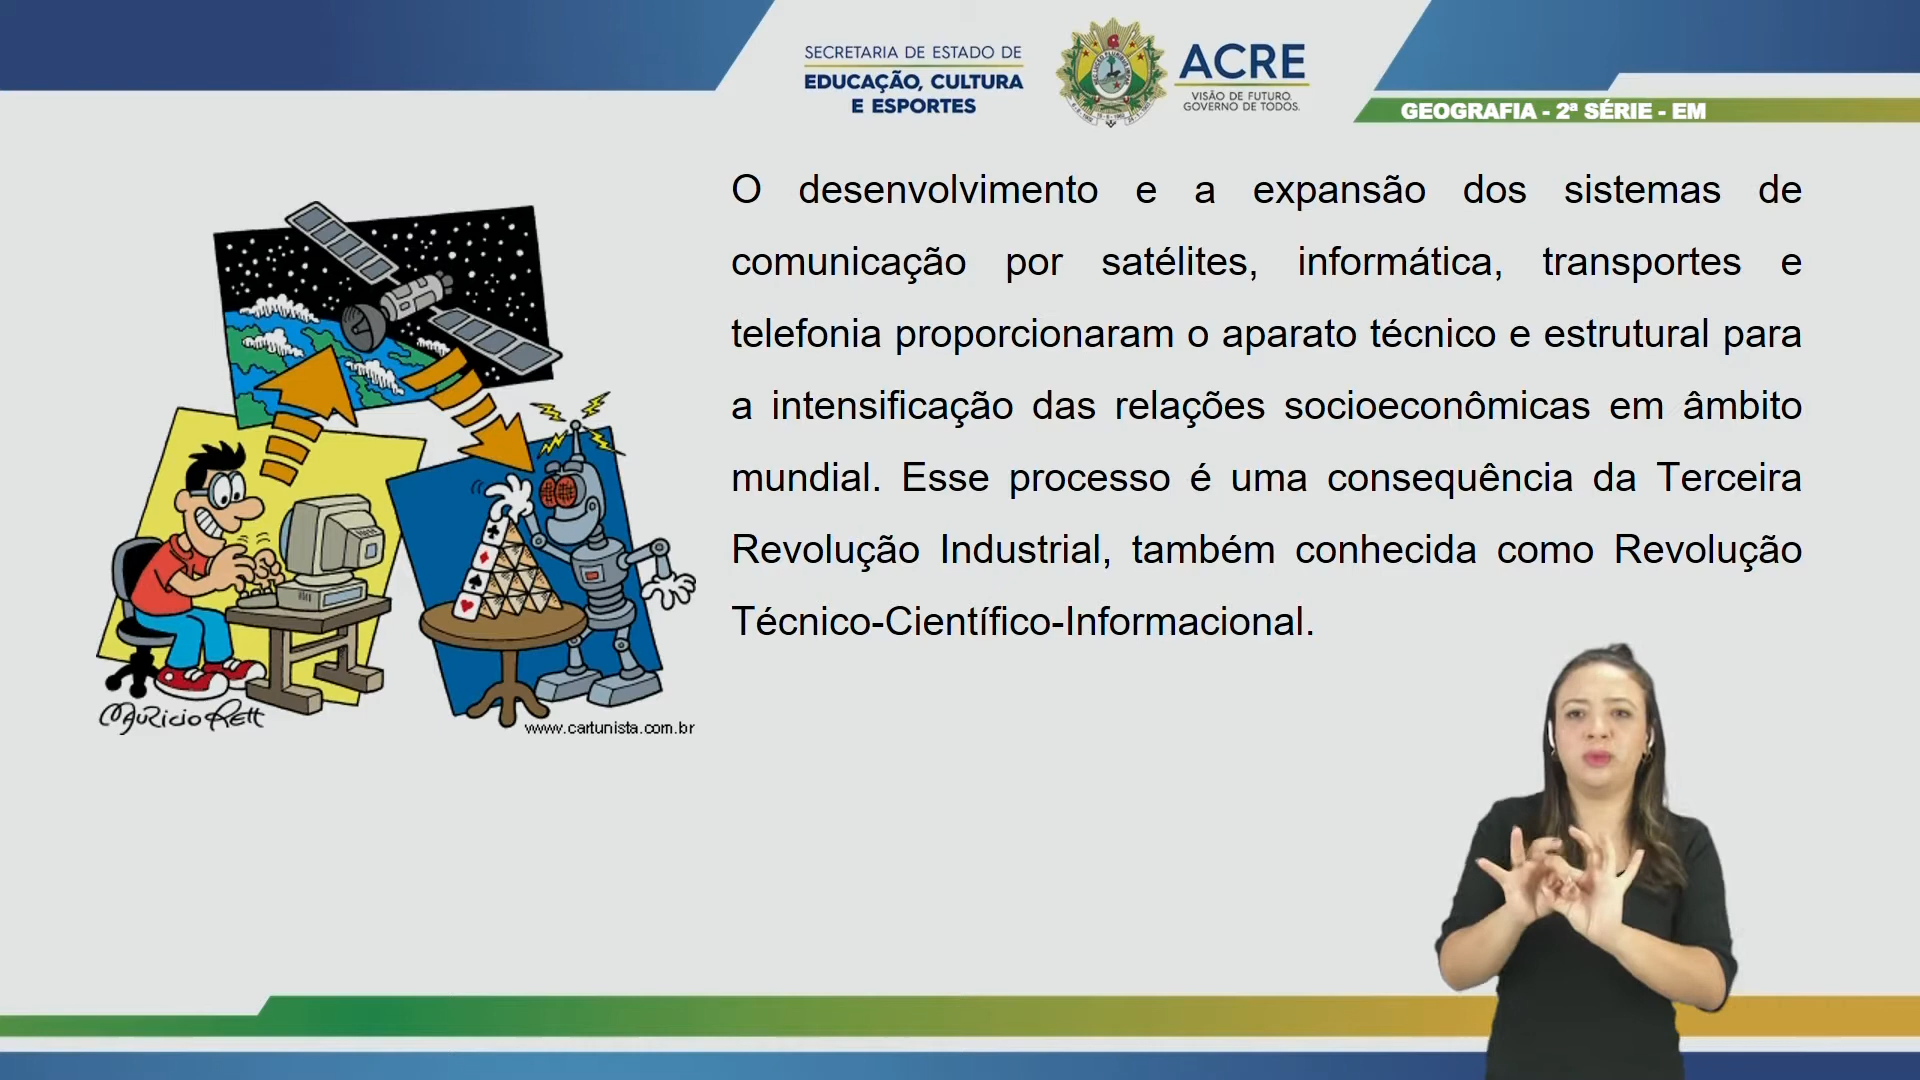 SECRETARIA DE ESTADO DE
EDUCAÇÃO, CULTURA
E ESPORTES
ACRE
VISÃO DE FUTURO.
GOVERNO DE TODOS.
GEOGRAFIA - 2ª SÉRIE - EM
O desenvolvimento e a expansão dos sistemas de
comunicação por satélites, informática, transportes e
telefonia proporcionaram o aparato técnico e estrutural para
a intensificação das relações socioeconômicas em âmbito
mundial. Esse processo é uma consequência da Terceira
Revolução Industrial, também conhecida como Revolução
Técnico-Científico-Informacional.
www.cartunista.com.br